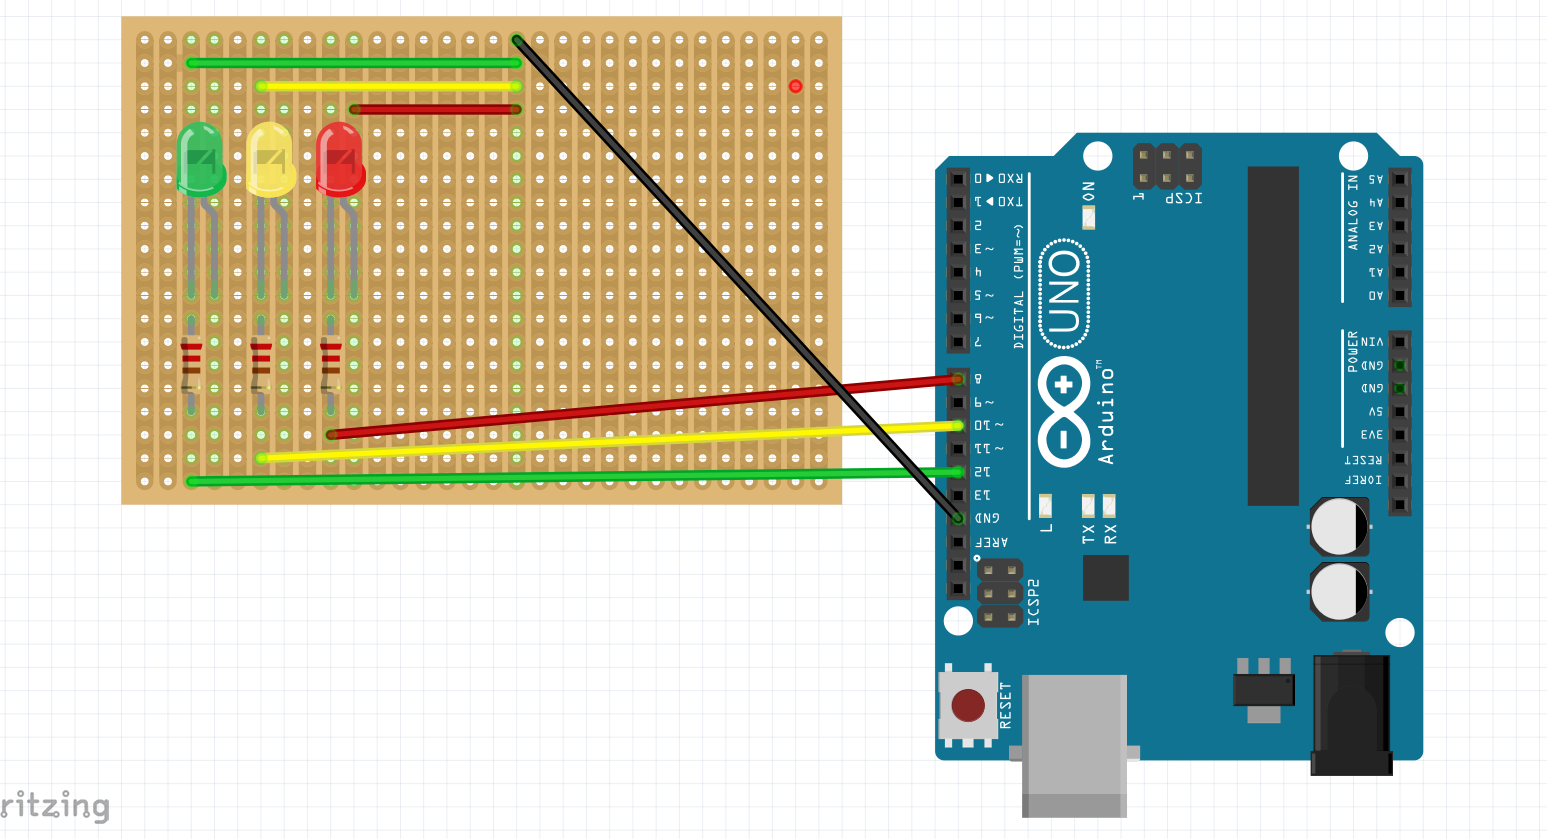 RX0 ◀ 0
TX0 ◀ 1
2
~ 3
4
~ 5
~ 6
7
8
~ 9
~ 10
~ 11
12
13
GND
AREF
DIGITAL (PWM=~)
ON
1
ICSP
UNO
Arduino™
L
TX
RX
ICSP2
RESET
ANALOG IN
A5
A4
A3
A2
A1
A0
POWER
VIN
GND
GND
5V
3V3
RESET
IOREF
ritzing